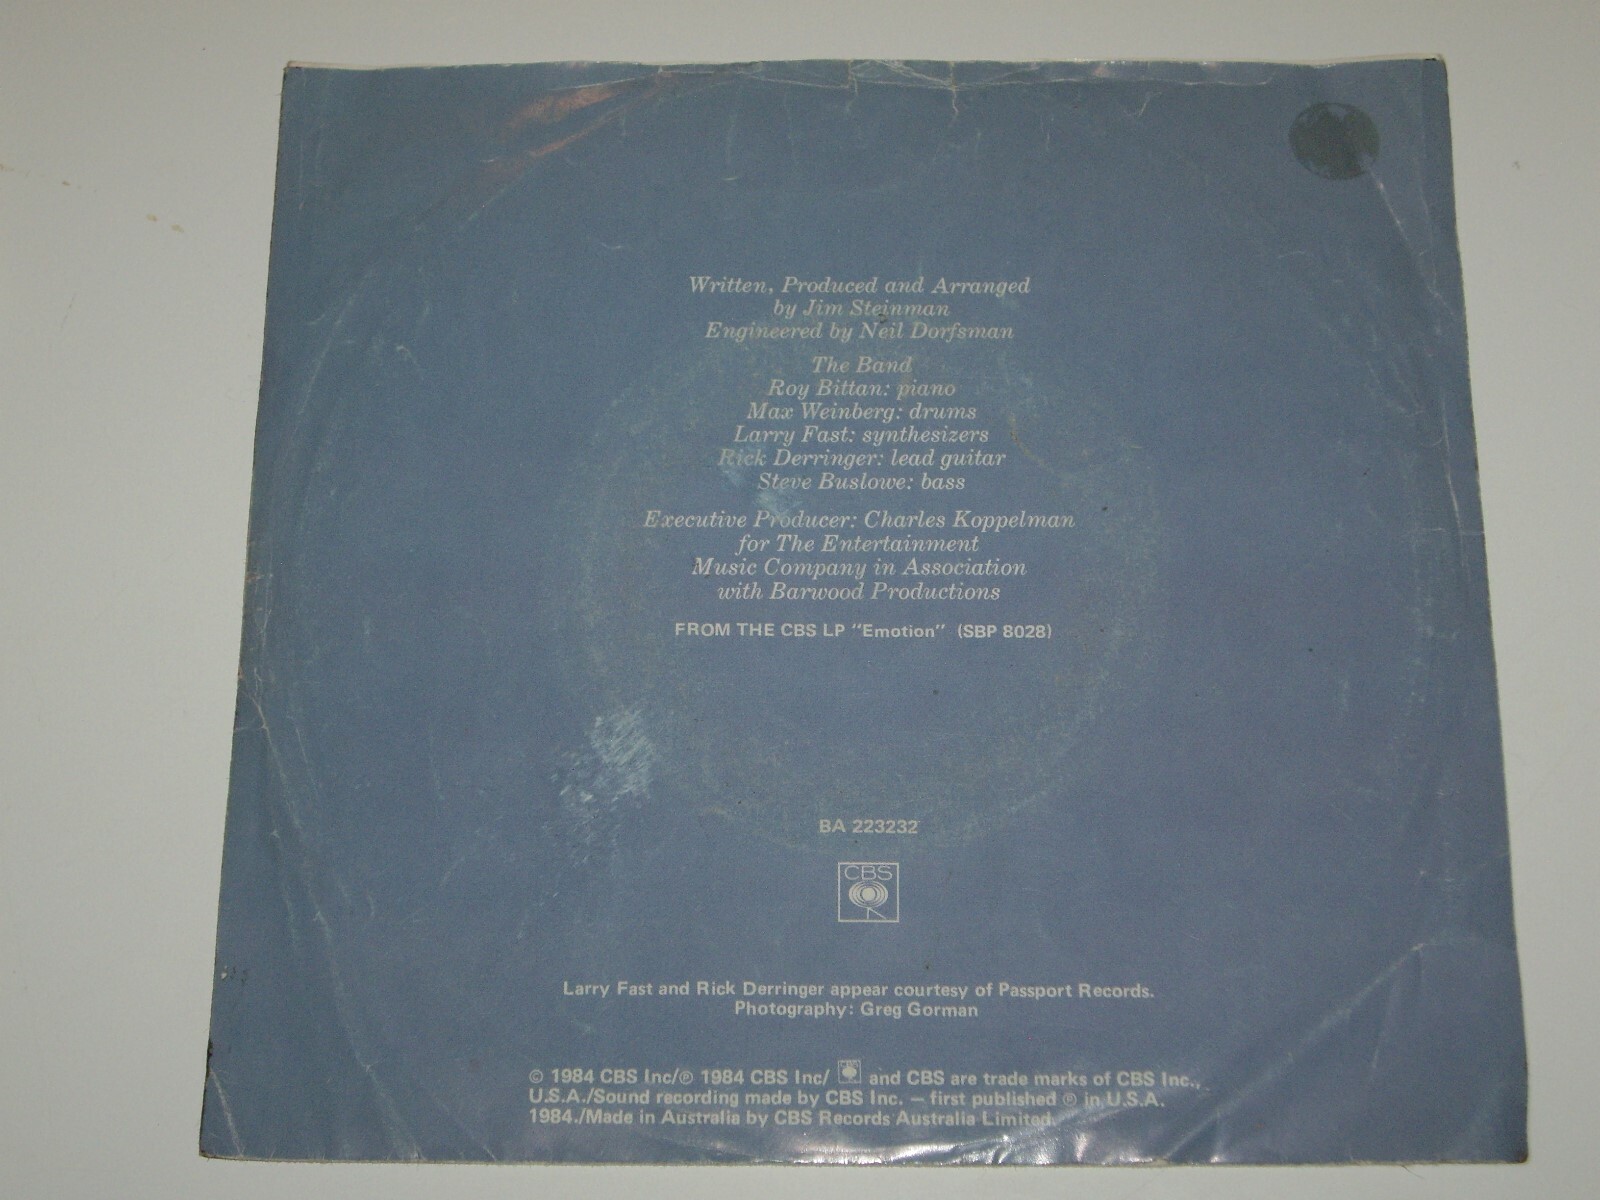 Written, Produced and Arranged
by Jim Steinman
Engineered by Neil Dorfsman
The Band
Roy Bittan: piano
Max Weinberg: drums
Larry Fast: synthesizers
Rick Derringer: lead guitar
Steve Buslowe: bass
Executive Producer: Charles Koppelman
for The Entertainment
Music Company in Association
with Barwood Productions
FROM THE CBS LP "Emotion" (SBP 8028)
BA 223232
CBS
Larry Fast and Rick Derringer appear courtesy of Passport Records.
Photography: Greg Gorman
© 1984 CBS Inc/℗ 1984 CBS Inc/ CBS and CBS are trade marks of CBS Inc.,
U.S.A./Sound recording made by CBS Inc. — first published ℗ in U.S.A.
1984./Made in Australia by CBS Records Australia Limited.